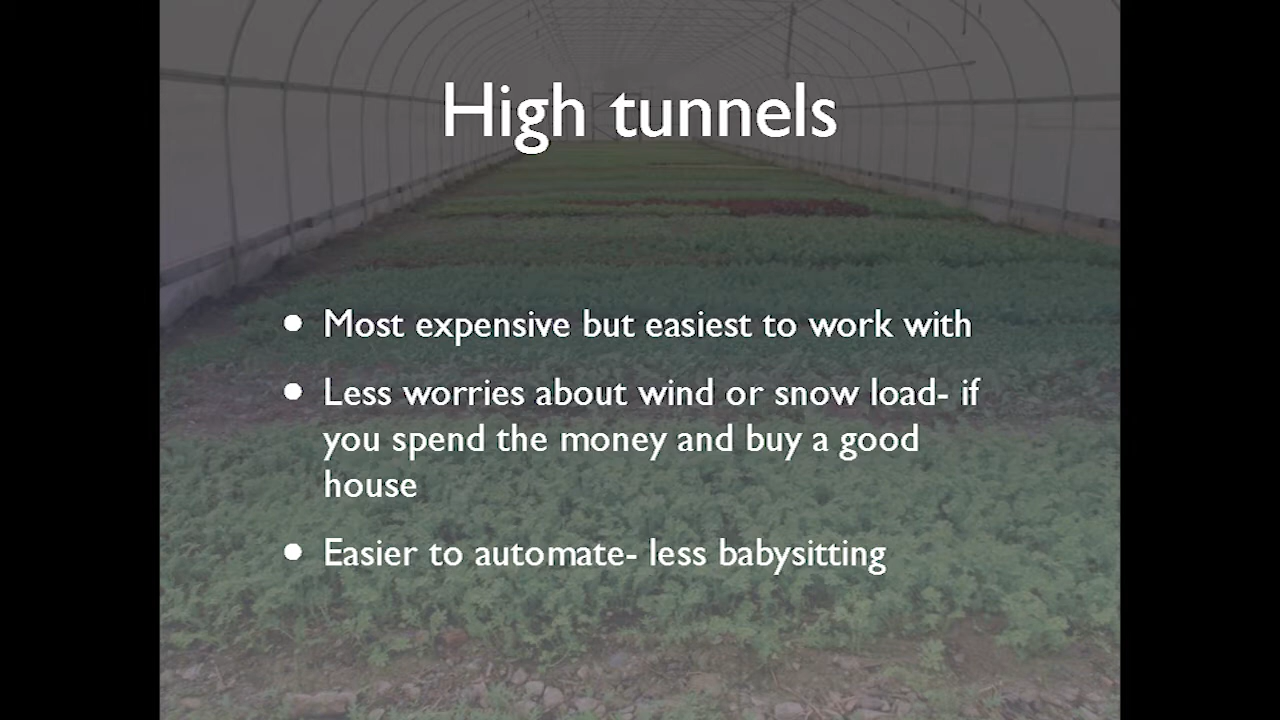 High tunnels
• Most expensive but easiest to work with
• Less worries about wind or snow load- if
you spend the money and buy a good
house
• Easier to automate- less babysitting